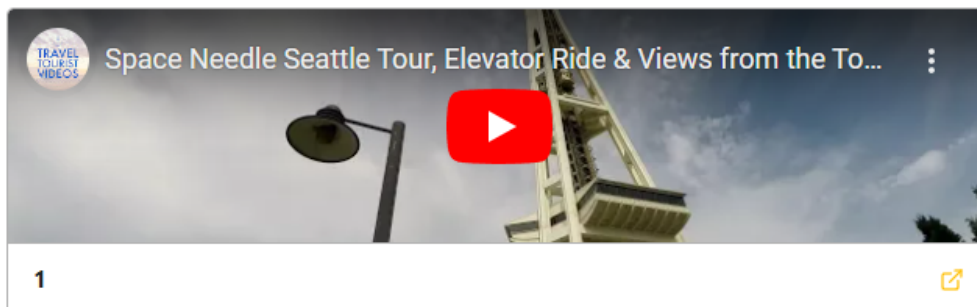 TRAVEL
TOURIST
VIDEOS
Space Needle Seattle Tour, Elevator Ride & Views from the To...
1